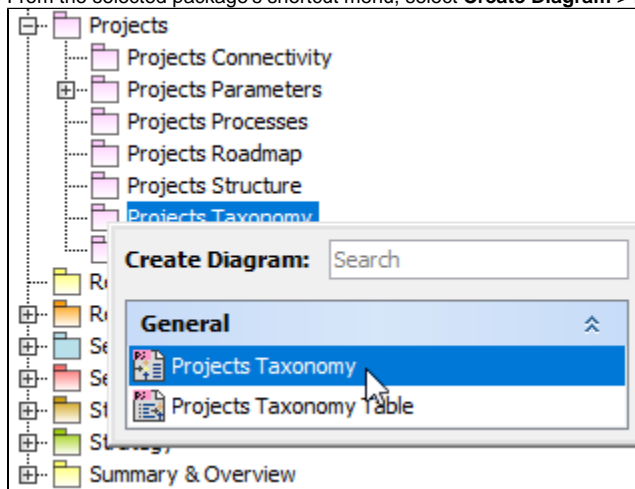 From the selected package's shortcut menu, select Create Diagram >
Projects
Projects Connectivity
Projects Parameters
Projects Processes
Projects Roadmap
Projects Structure
Projects Taxonomy
Create Diagram: Search
General
Projects Taxonomy
Projects Taxonomy Table
Strategy
Summary & Overview